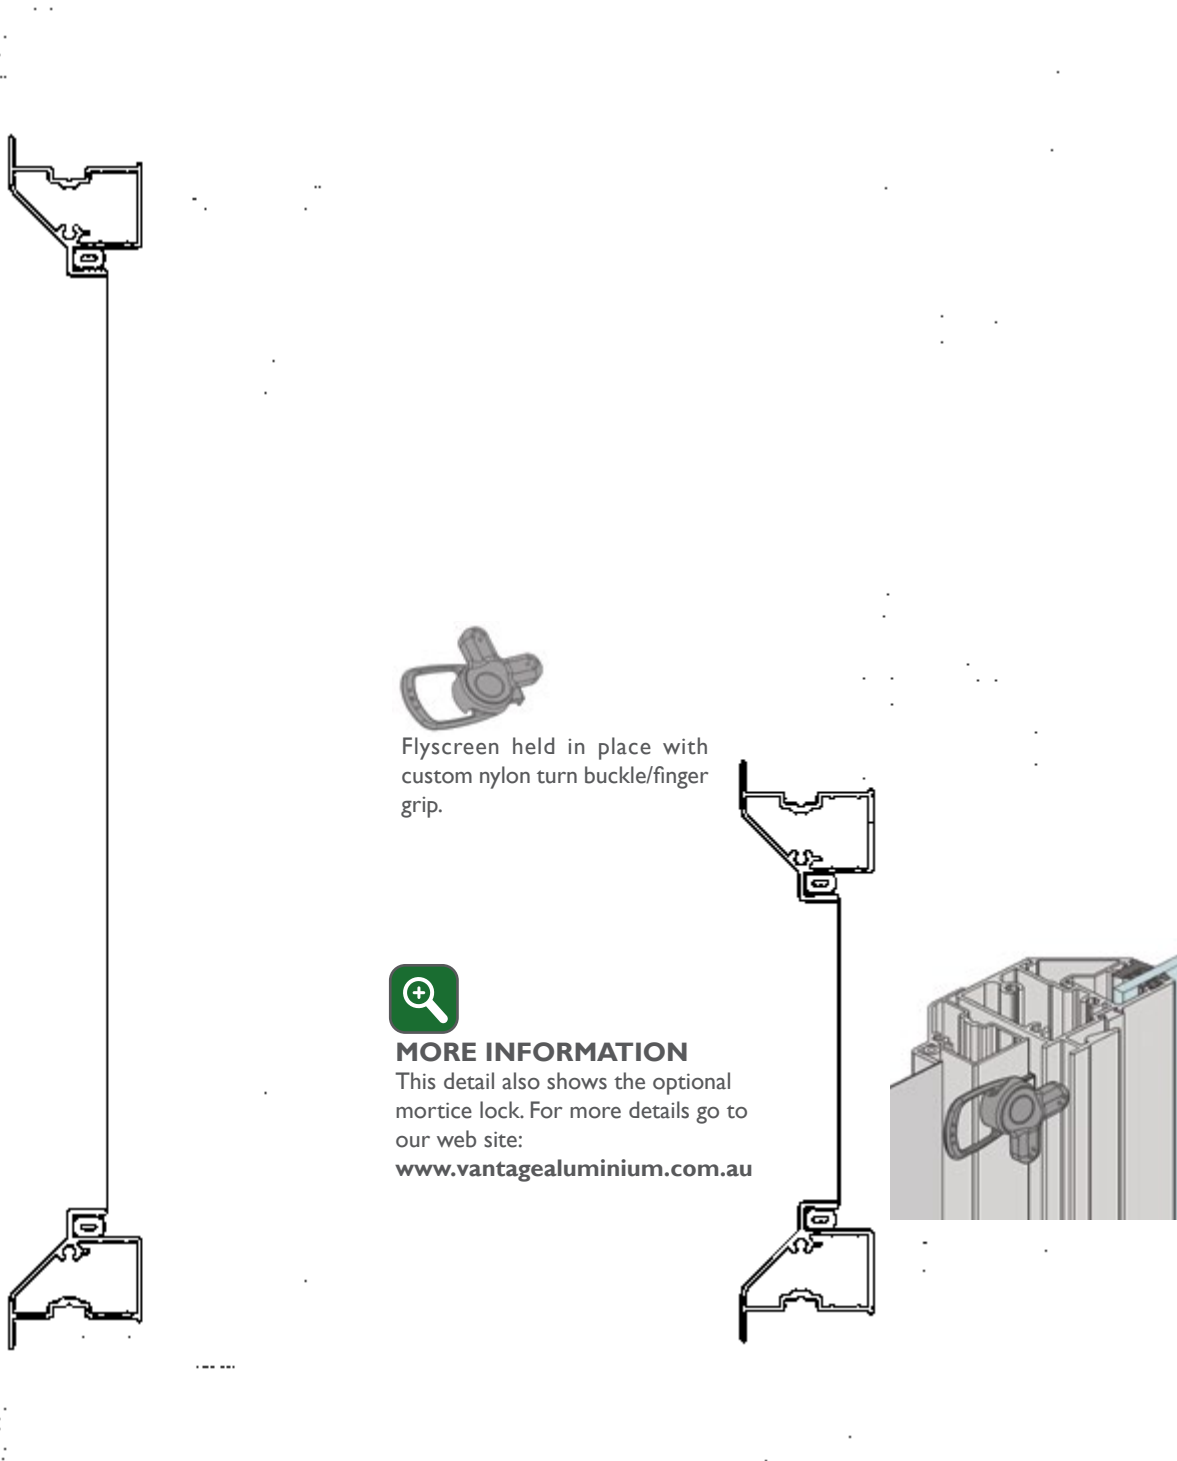 Flyscreen held in place with
custom nylon turn buckle/finger
grip.
MORE INFORMATION
This detail also shows the optional
mortice lock. For more details go to
our web site:
www.vantagealuminium.com.au